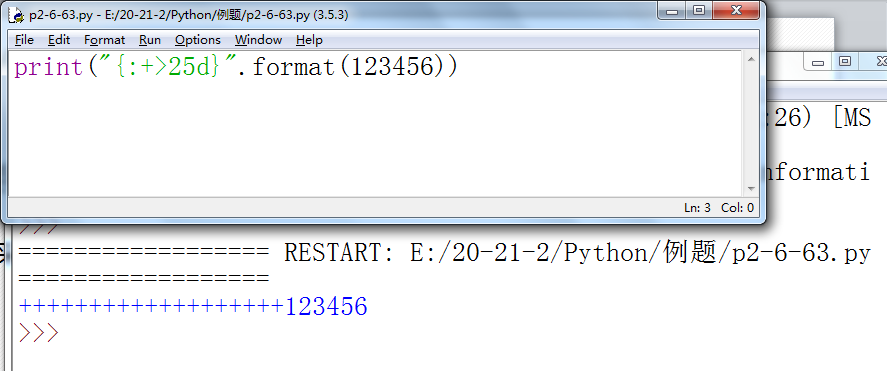 p2-6-63.py - E:/20-21-2/Python/例题/p2-6-63.py (3.5.3)
File Edit Format Run Options Window Help
print("{:+>25d}".format(123456))
:26) [MS
nformati
Ln: 3 Col: 0
>>>
================== RESTART: E:/20-21-2/Python/例题/p2-6-63.py
==================
+++++++++++++++++++123456
>>>